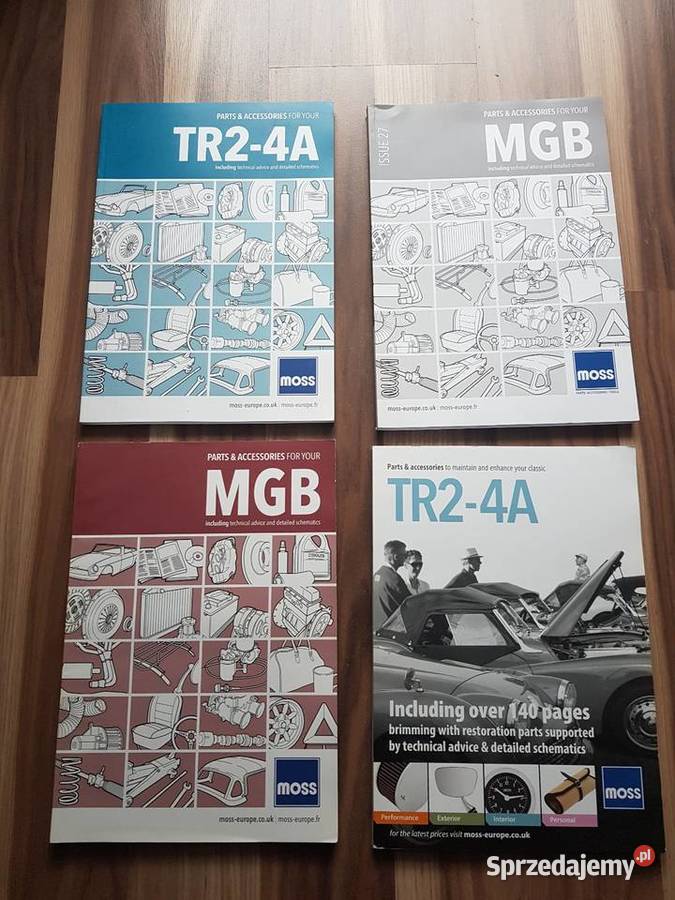 PARTS & ACCESSORIES FOR YOUR
TR2-4A
including technical advice and detailed schematics
moss
moss-europe.co.uk | moss-europe.fr
PARTS & ACCESSORIES FOR YOUR
ISSUE 27
MGB
including technical advice and detailed schematics
moss
moss-europe.co.uk | moss-europe.fr
PARTS & ACCESSORIES FOR YOUR
MGB
including technical advice and detailed schematics
moss
moss-europe.co.uk | moss-europe.fr
Parts & accessories to maintain and enhance your classic
TR2-4A
Including over 140 pages
brimming with restoration parts supported
by technical advice & detailed schematics
Performance
Exterior
Interior
Personal
moss
for the latest prices visit moss-europe.co.uk
Sprzedajemy.pl